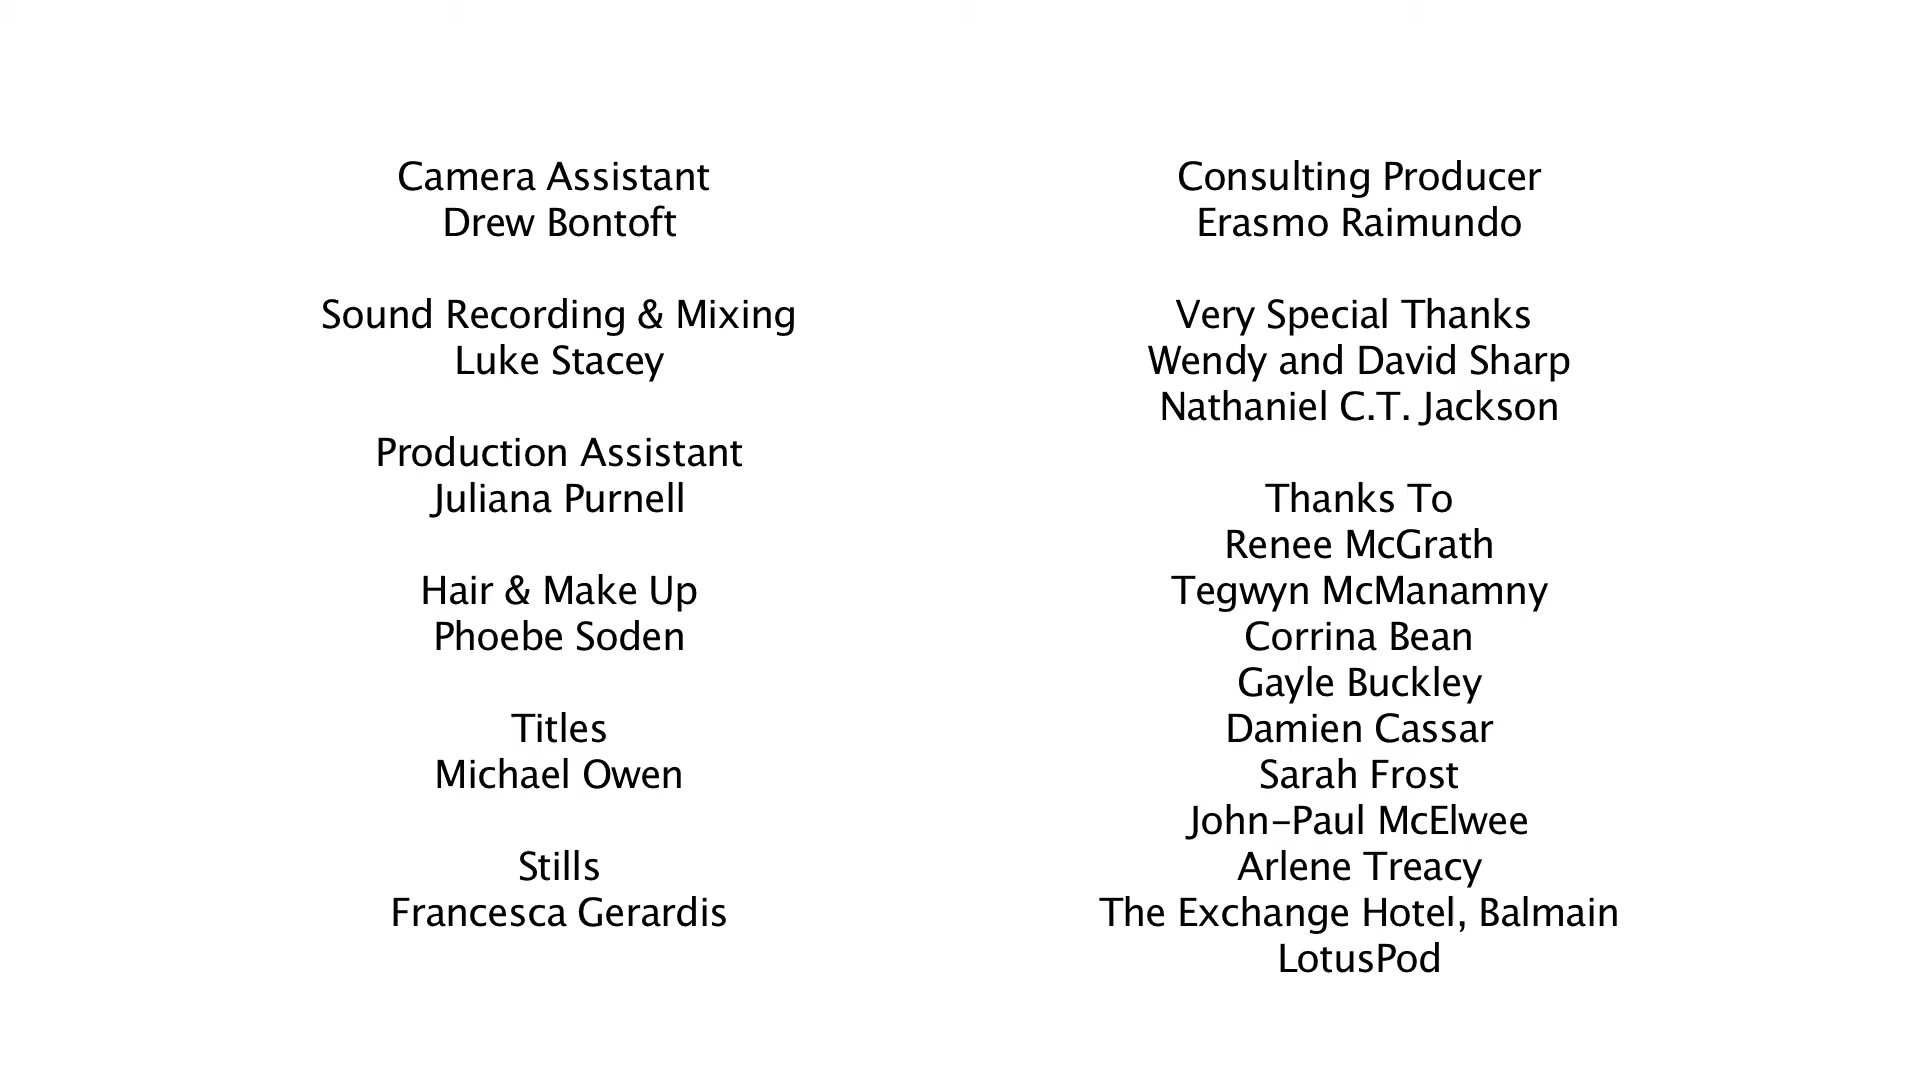 Camera Assistant
Drew Bontoft
Sound Recording & Mixing
Luke Stacey
Production Assistant
Juliana Purnell
Hair & Make Up
Phoebe Soden
Titles
Michael Owen
Stills
Francesca Gerardis
Consulting Producer
Erasmo Raimundo
Very Special Thanks
Wendy and David Sharp
Nathaniel C.T. Jackson
Thanks To
Renee McGrath
Tegwyn McManamny
Corrina Bean
Gayle Buckley
Damien Cassar
Sarah Frost
John-Paul McElwee
Arlene Treacy
The Exchange Hotel, Balmain
LotusPod